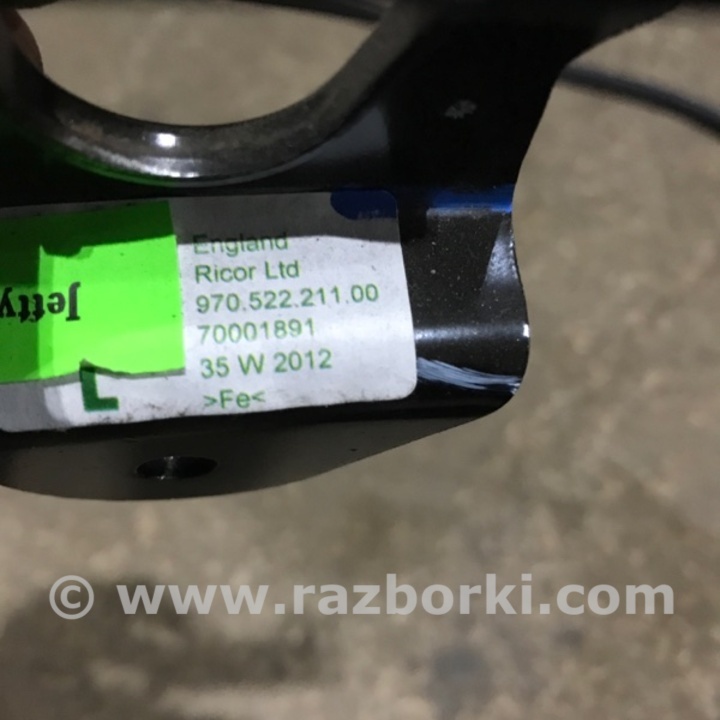 England
Ricor Ltd
970.522.211.00
70001891
35 W 2012
>Fe<
Jetty
L
© www.razborki.com